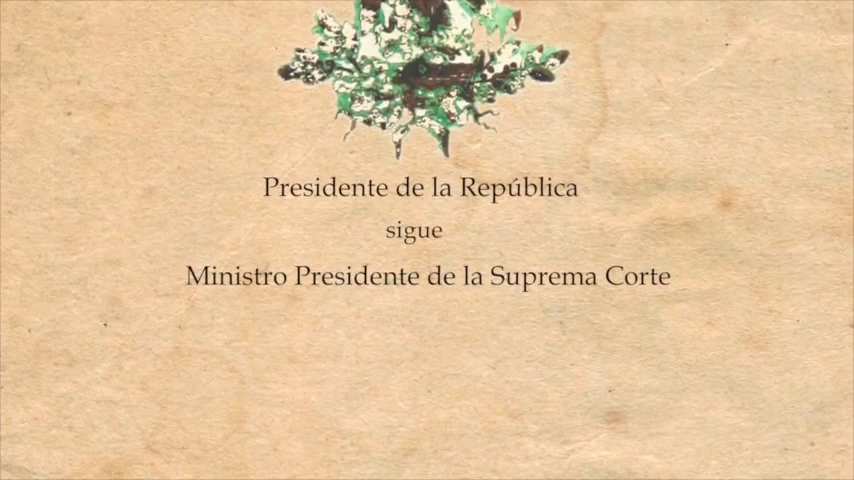 Presidente de la República
sigue
Ministro Presidente de la Suprema Corte